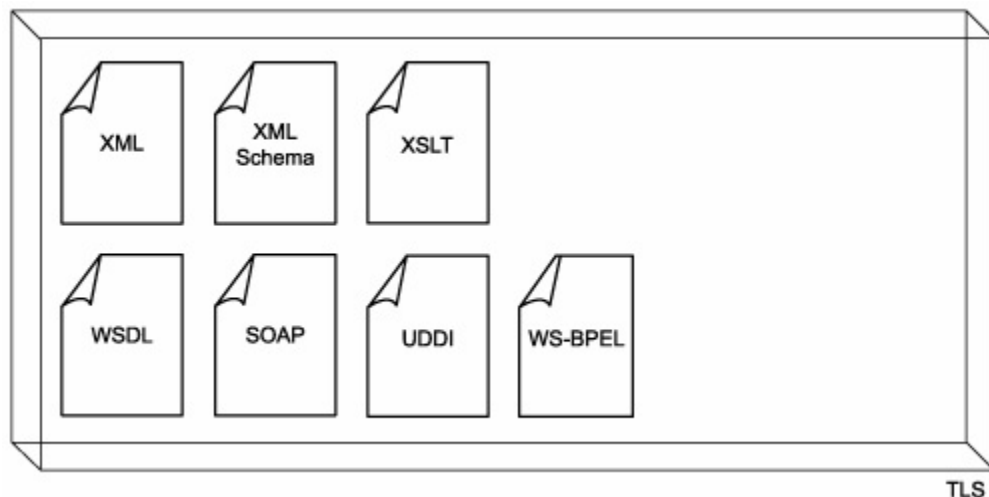 XML
XML
Schema
XSLT
WSDL
SOAP
UDDI
WS-BPEL
TLS